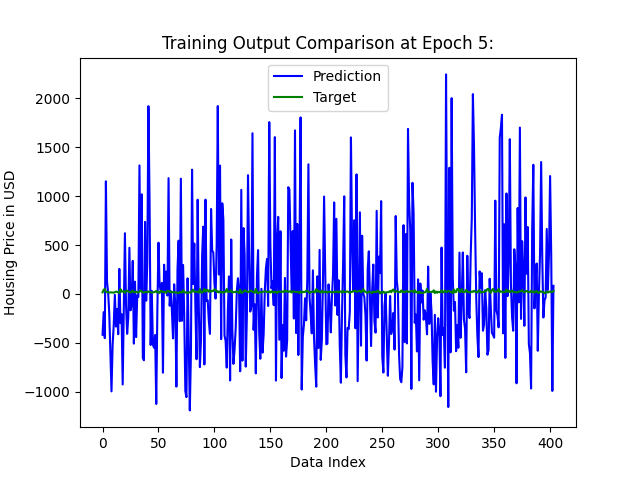 Training Output Comparison at Epoch 5:
Prediction
Target
Housing Price in USD
2000
1500
1000
500
0
−500
−1000
0 50 100 150 200 250 300 350 400
Data Index